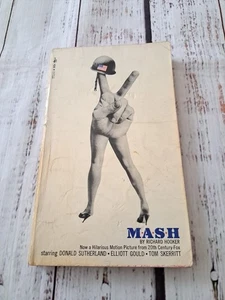 MASH
BY RICHARD HOOKER
Now a Hilarious Motion Picture from 20th Century-Fox
starring DONALD SUTHERLAND • ELLIOTT GOULD • TOM SKERRITT